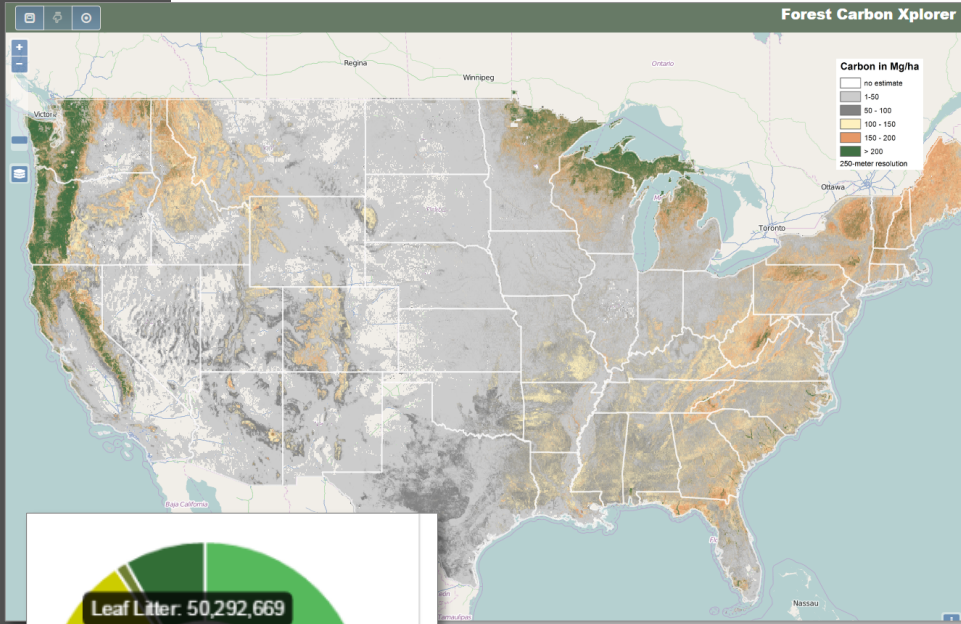 Forest Carbon Xplorer
+
−
Regina
Winnipeg
Ontario
Carbon in Mg/ha
no estimate
1-50
50 - 100
100 - 150
150 - 200
> 200
250-meter resolution
Victoria
Ottawa
Toronto
Baja California
Nassau
Tamaulipas
Leaf Litter: 50,292,669